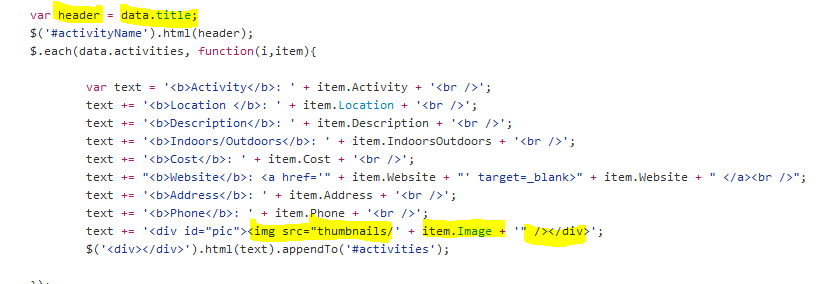 var header = data.title;
$('#activityName').html(header);
$.each(data.activities, function(i,item){
var text = '<b>Activity</b>: ' + item.Activity + '<br />';
text += '<b>Location </b>: ' + item.Location + '<br />';
text += '<b>Description</b>: ' + item.Description + '<br />';
text += '<b>Indoors/Outdoors</b>: ' + item.IndoorsOutdoors + '<br />';
text += '<b>Cost</b>: ' + item.Cost + '<br />';
text += "<b>Website</b>: <a href='" + item.Website + "' target=_blank>" + item.Website + " </a><br />";
text += '<b>Address</b>: ' + item.Address + '<br />';
text += '<b>Phone</b>: ' + item.Phone + '<br />';
text += '<div id="pic"><img src="thumbnails/' + item.Image + '" /></div>';
$('<div></div>').html(text).appendTo('#activities');
});